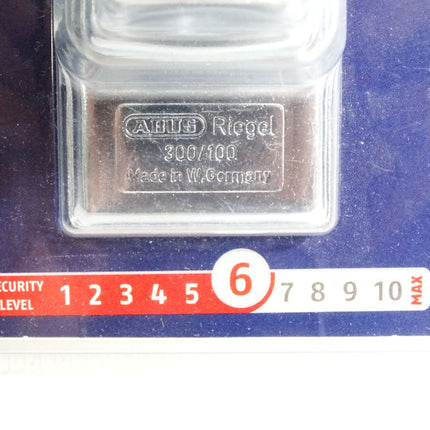 ABUS Riegel
300/100
Made in W.Germany
ECURITY
LEVEL
1 2 3 4 5 6 7 8 9 10 MAX